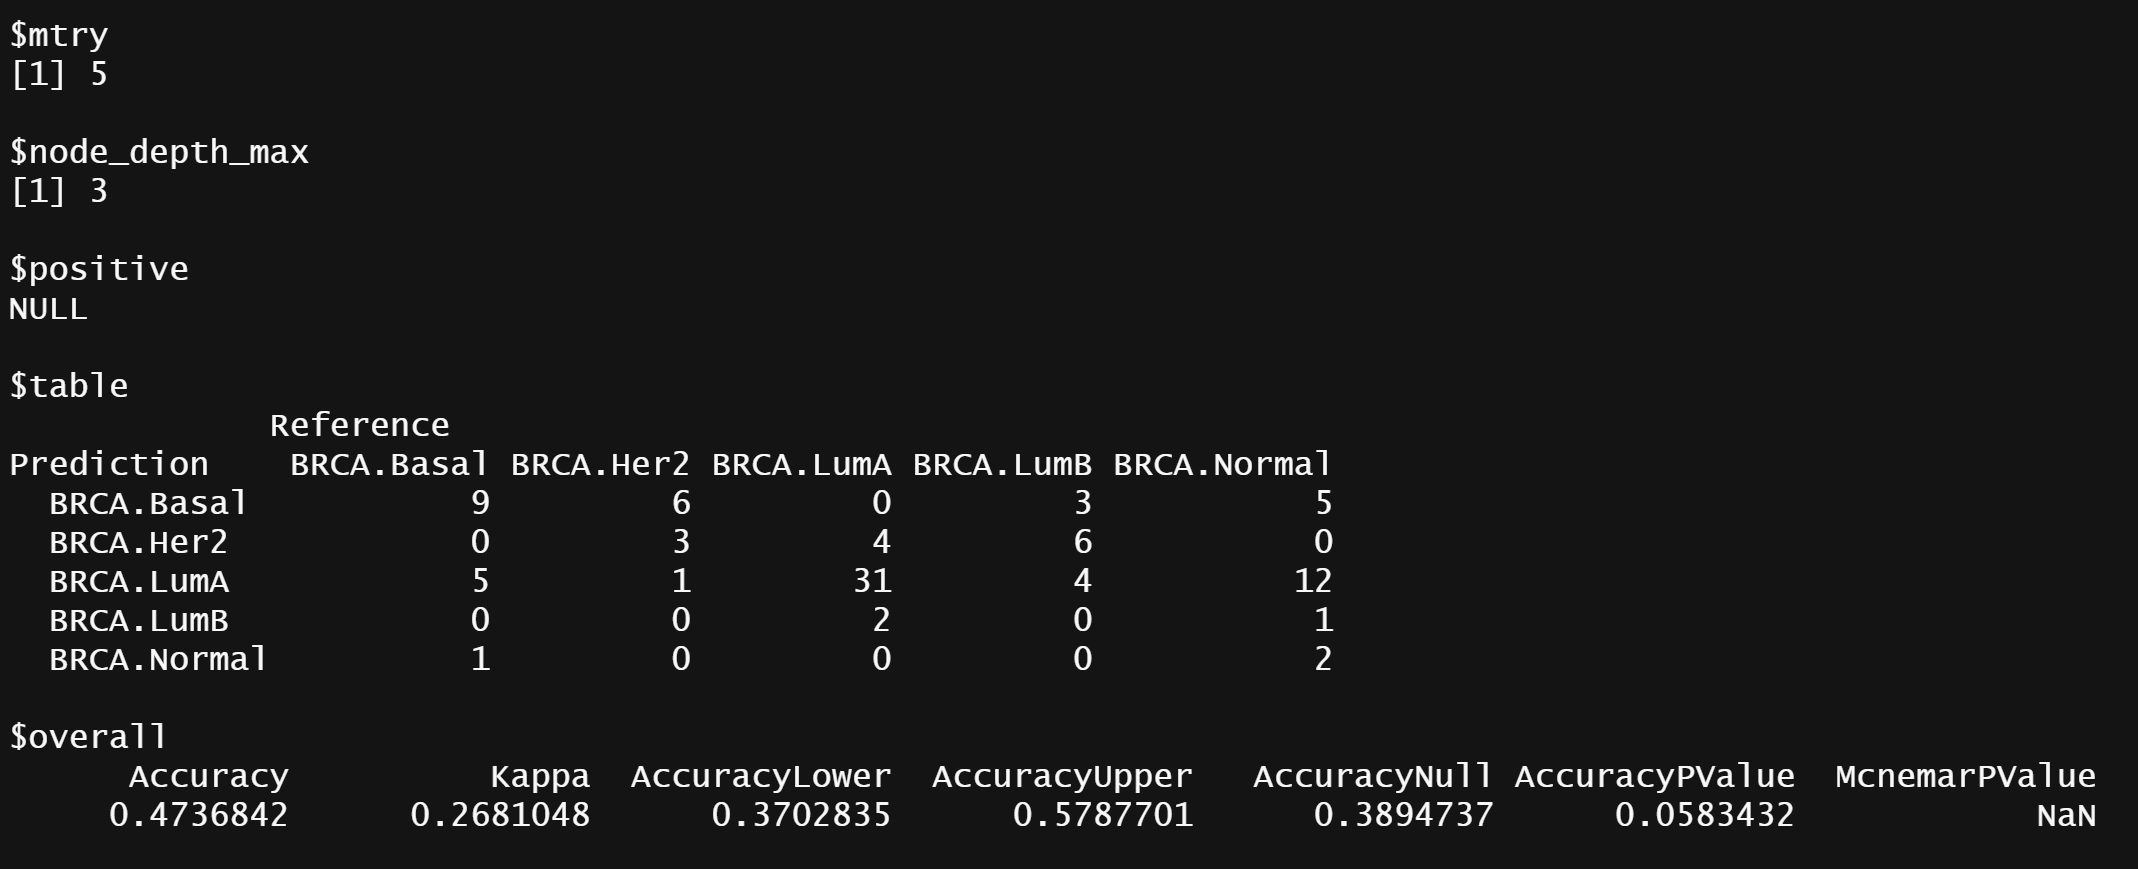 $mtry
[1] 5
$node_depth_max
[1] 3
$positive
NULL
$table
             Reference
Prediction    BRCA.Basal BRCA.Her2 BRCA.LumA BRCA.LumB BRCA.Normal
  BRCA.Basal           9         6         0         3           5
  BRCA.Her2            0         3         4         6           0
  BRCA.LumA            5         1        31         4          12
  BRCA.LumB            0         0         2         0           1
  BRCA.Normal          1         0         0         0           2
$overall
      Accuracy          Kappa  AccuracyLower  AccuracyUpper   AccuracyNull AccuracyPValue  McnemarPValue
     0.4736842      0.2681048      0.3702835      0.5787701      0.3894737      0.0583432            NaN